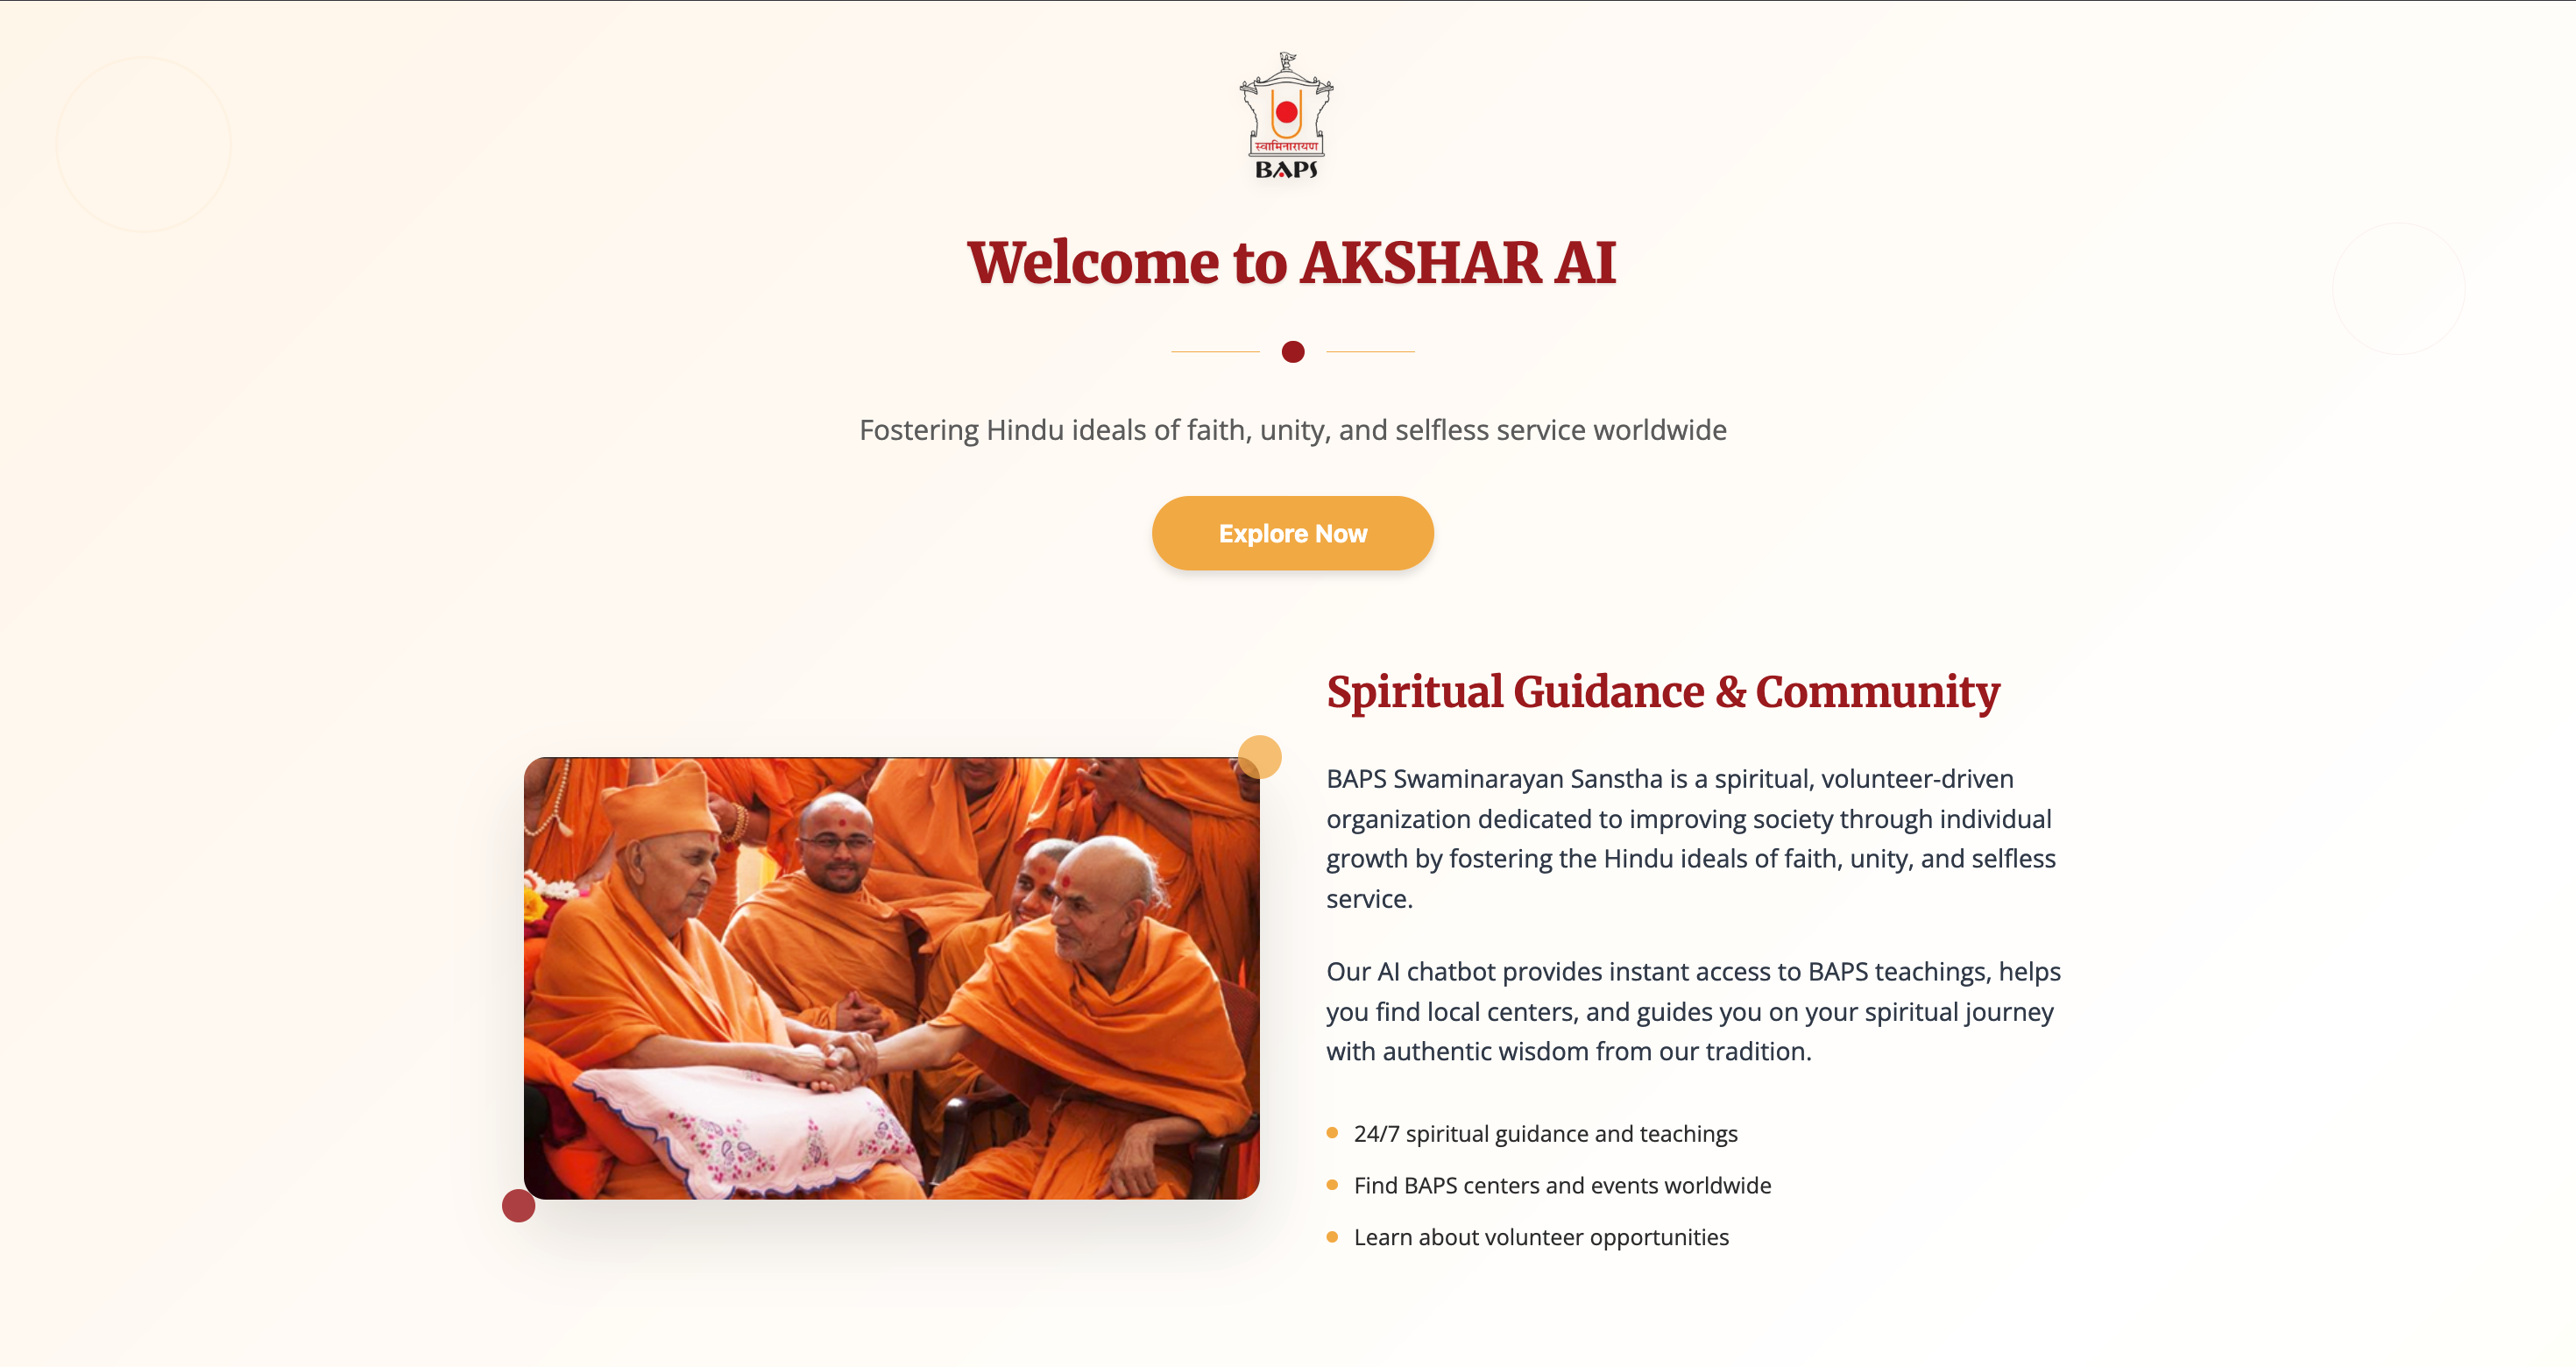 स्वामिनारायण
BAPS
Welcome to AKSHAR AI
Fostering Hindu ideals of faith, unity, and selfless service worldwide
Explore Now
Spiritual Guidance & Community
BAPS Swaminarayan Sanstha is a spiritual, volunteer-driven
organization dedicated to improving society through individual
growth by fostering the Hindu ideals of faith, unity, and selfless
service.
Our AI chatbot provides instant access to BAPS teachings, helps
you find local centers, and guides you on your spiritual journey
with authentic wisdom from our tradition.
24/7 spiritual guidance and teachings
Find BAPS centers and events worldwide
Learn about volunteer opportunities